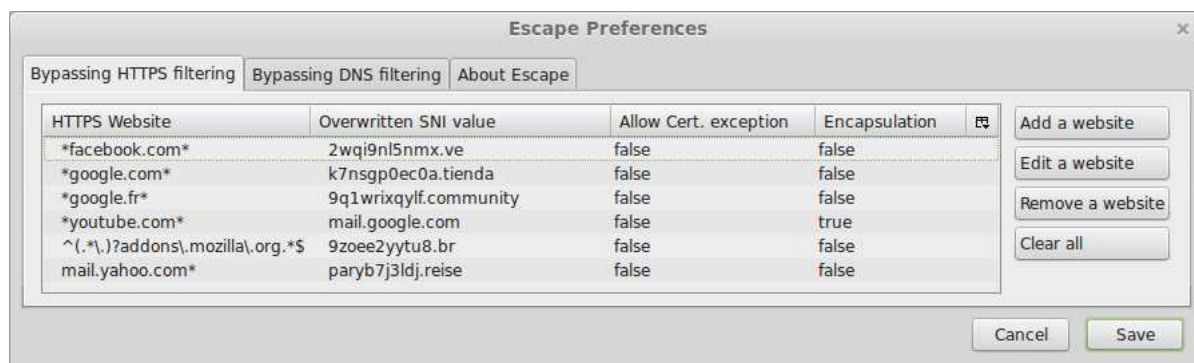 Escape Preferences
Bypassing HTTPS filtering Bypassing DNS filtering About Escape
HTTPS Website Overwritten SNI value Allow Cert. exception Encapsulation
*facebook.com* 2wqi9nl5nmx.ve false false
*google.com* k7nsgp0ec0a.tienda false false
*google.fr* 9q1wrixqylf.community false false
*youtube.com* mail.google.com false true
^(.*\.)?addons\.mozilla\.org.*$ 9zoee2yytu8.br false false
mail.yahoo.com* paryb7j3ldj.reise false false
Add a website
Edit a website
Remove a website
Clear all
Cancel Save